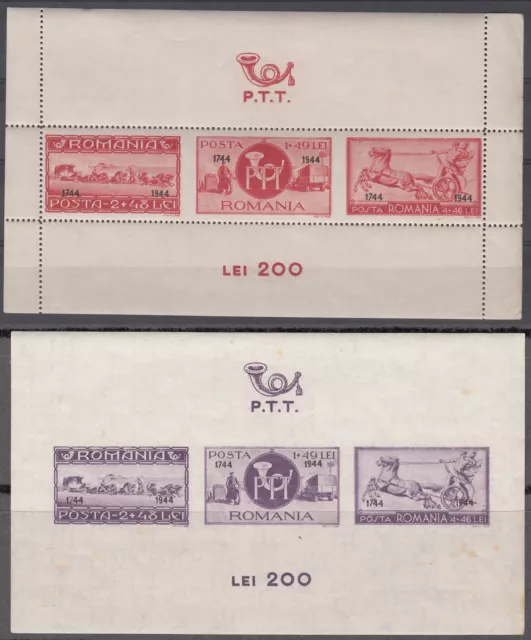 P.T.T.
ROMANIA
1744 1944
POSTA-2+48 LEI
POSTA 1+49 LEI
1744 1944
PTT
ROMANIA
1744 1944
POSTA ROMANIA 4+46 LEI
LEI 200
P.T.T.
ROMANIA
1744 1944
POSTA-2+48 LEI
POSTA 1+49 LEI
1744 1944
PTT
ROMANIA
1744 1944
POSTA ROMANIA 4+46 LEI
LEI 200